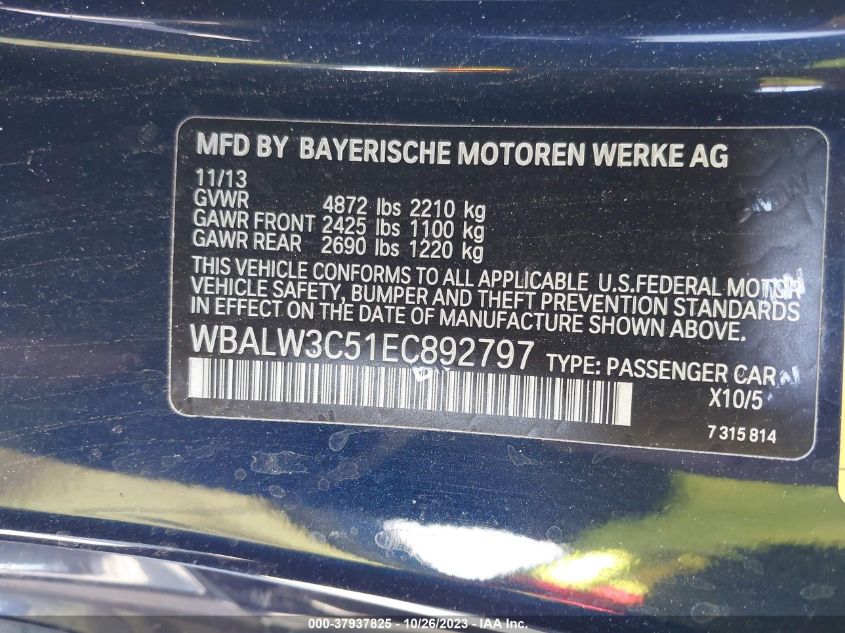 MFD BY BAYERISCHE MOTOREN WERKE AG
11/13
GVWR 4872 lbs 2210 kg
GAWR FRONT 2425 lbs 1100 kg
GAWR REAR 2690 lbs 1220 kg
THIS VEHICLE CONFORMS TO ALL APPLICABLE U.S.FEDERAL MOTOR
VEHICLE SAFETY, BUMPER AND THEFT PREVENTION STANDARDS
IN EFFECT ON THE DATE OF MANUFACTURE SHOWN ABOVE.
WBALW3C51EC892797 TYPE: PASSENGER CAR
X10/5
7 315 814
000-37937825 - 10/26/2023 - IAA Inc.